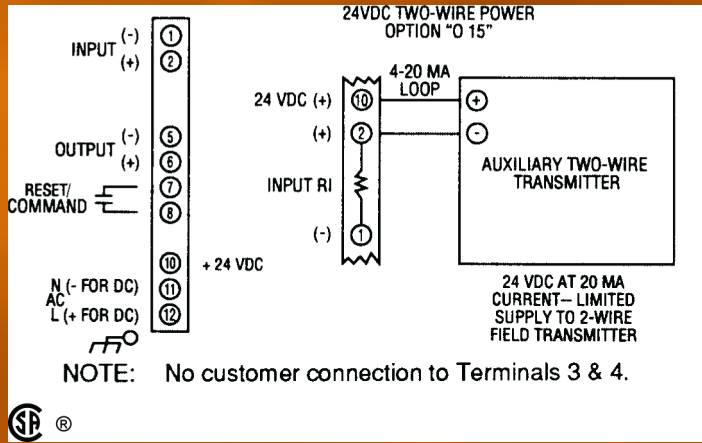 24VDC TWO-WIRE POWER
OPTION "O 15"
INPUT (-) 1
(+) 2
OUTPUT (-) 5
(+) 6
RESET/
COMMAND
7
8
10 + 24 VDC
N (- FOR DC) 11
AC
L (+ FOR DC) 12
4-20 MA
LOOP
24 VDC (+) 10
+
(+) 2
-
INPUT RI
(-) 1
AUXILIARY TWO-WIRE
TRANSMITTER
24 VDC AT 20 MA
CURRENT— LIMITED
SUPPLY TO 2-WIRE
FIELD TRANSMITTER
NOTE: No customer connection to Terminals 3 & 4.
SA ®